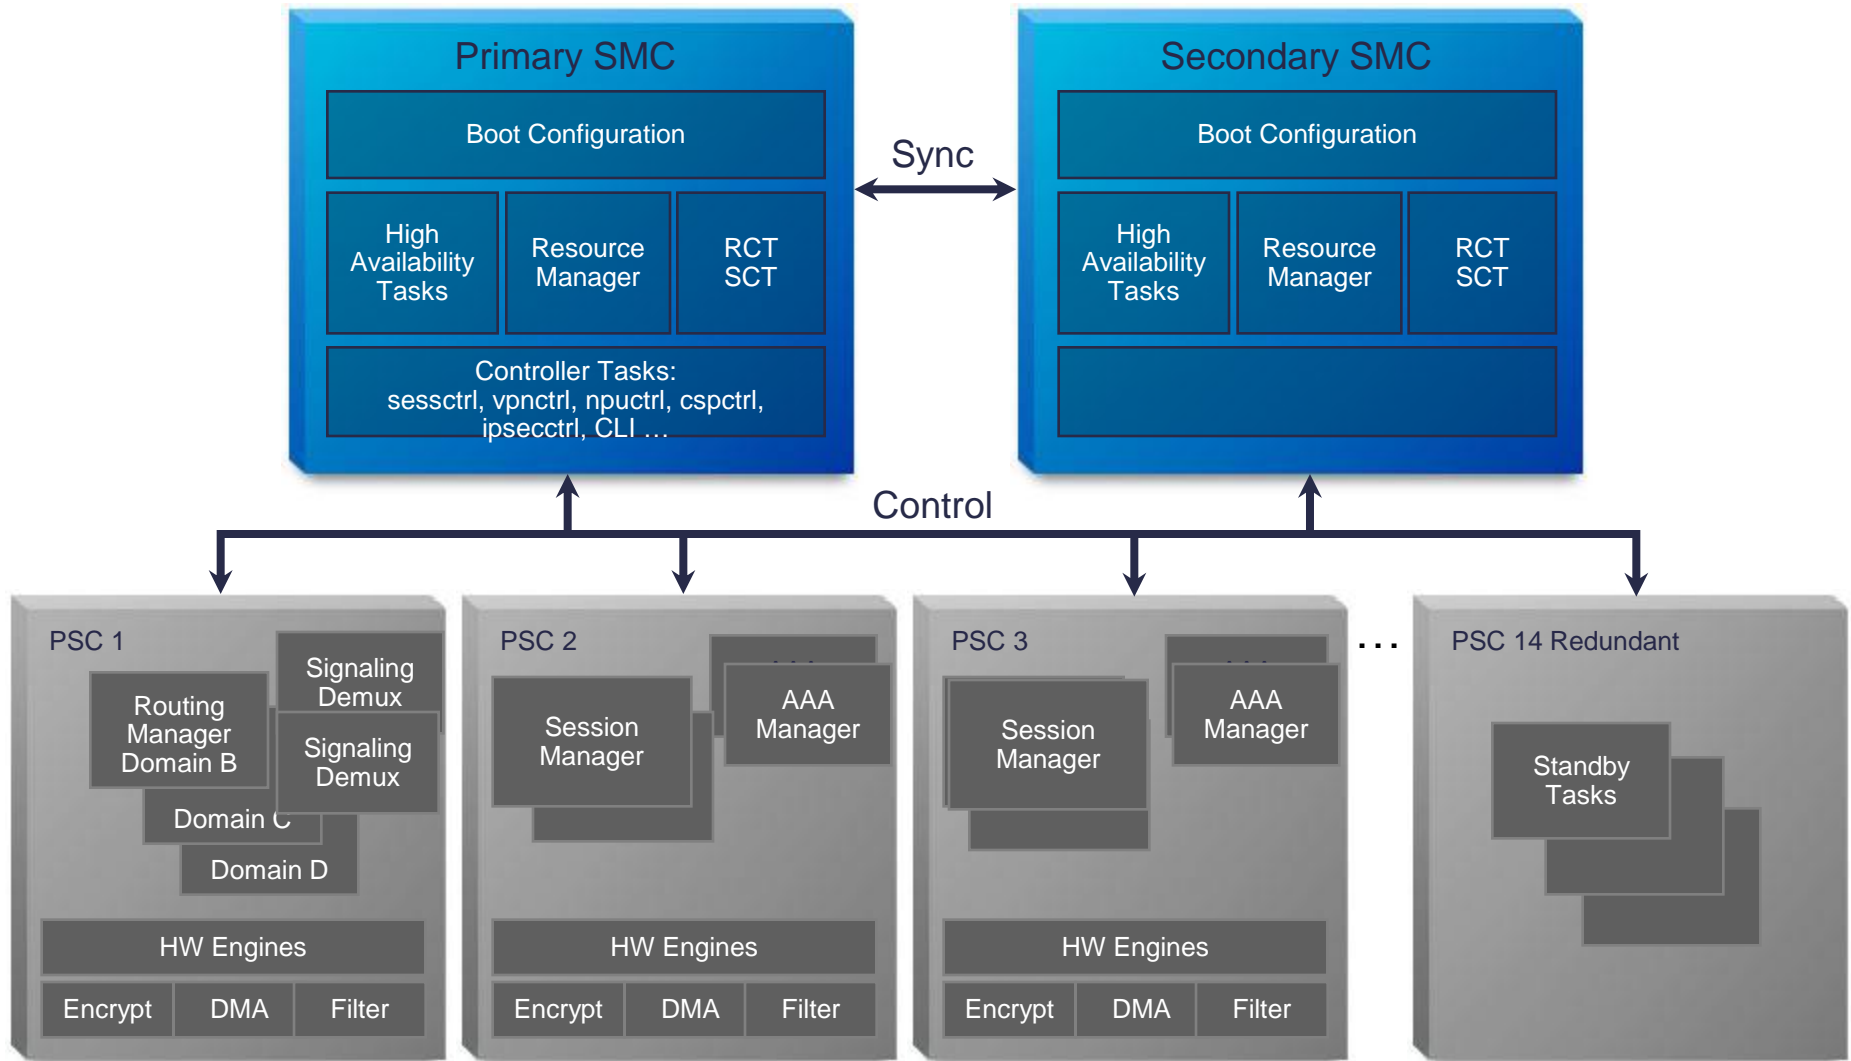 Primary SMC
Boot Configuration
High
Availability
Tasks
Resource
Manager
RCT
SCT
Controller Tasks:
sessctrl, vpnctrl, npuctrl, cspctrl,
ipsecctrl, CLI …
Sync
Secondary SMC
Boot Configuration
High
Availability
Tasks
Resource
Manager
RCT
SCT
Control
PSC 1
Signaling
Demux
Routing
Manager
Domain B
Signaling
Demux
Domain C
Domain D
HW Engines
Encrypt
DMA
Filter
PSC 2
Session
Manager
AAA
Manager
HW Engines
Encrypt
DMA
Filter
PSC 3
Session
Manager
AAA
Manager
HW Engines
Encrypt
DMA
Filter
...
PSC 14 Redundant
Standby
Tasks